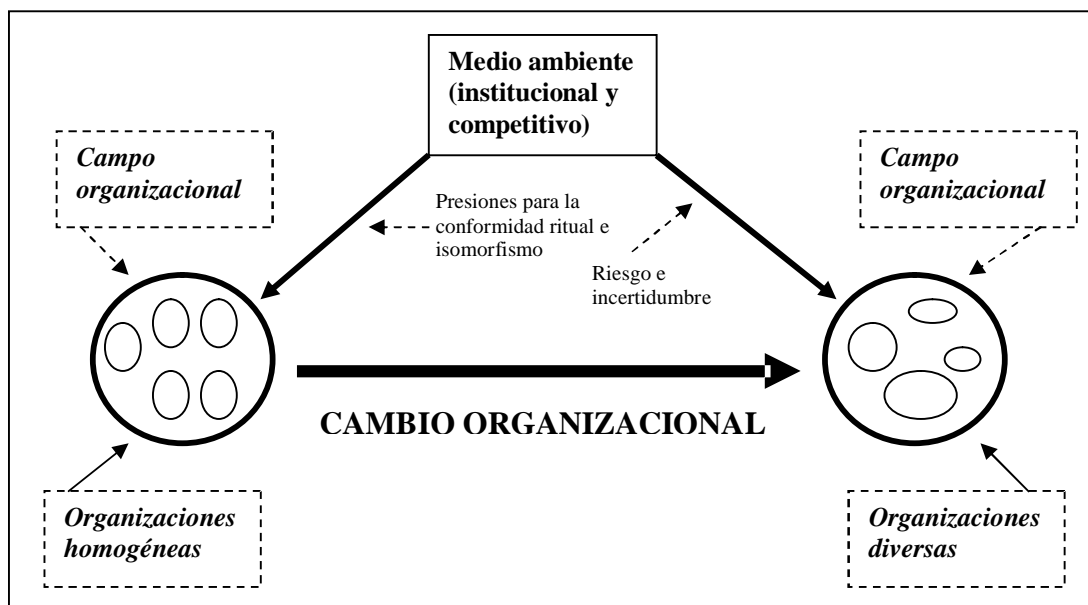 Medio ambiente
(institucional y
competitivo)
Campo
organizacional
Campo
organizacional
Presiones para la
conformidad ritual e
isomorfismo
Riesgo e
incertidumbre
CAMBIO ORGANIZACIONAL
Organizaciones
homogéneas
Organizaciones
diversas